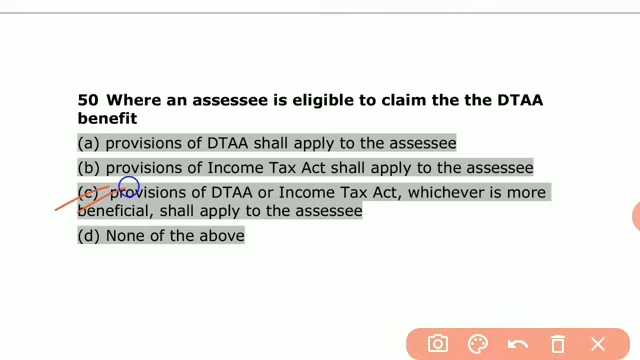 50 Where an assessee is eligible to claim the the DTAA
benefit
(a) provisions of DTAA shall apply to the assessee
(b) provisions of Income Tax Act shall apply to the assessee
(c) provisions of DTAA or Income Tax Act, whichever is more
beneficial, shall apply to the assessee
(d) None of the above